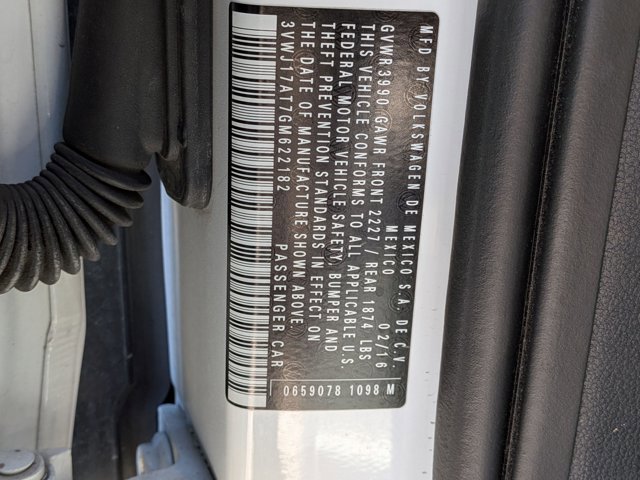 MFD BY VOLKSWAGEN DE MEXICO S.A. DE C.V.
MEXICO 02/16
GVWR 3990 GAWR FRONT 2227/ REAR 1874 LBS
THIS VEHICLE CONFORMS TO ALL APPLICABLE U.S.
FEDERAL MOTOR VEHICLE SAFETY, BUMPER AND
THEFT PREVENTION STANDARDS IN EFFECT ON
THE DATE OF MANUFACTURE SHOWN ABOVE.
3VWJ17AT7GM622182 PASSENGER CAR
0659078 1098 M